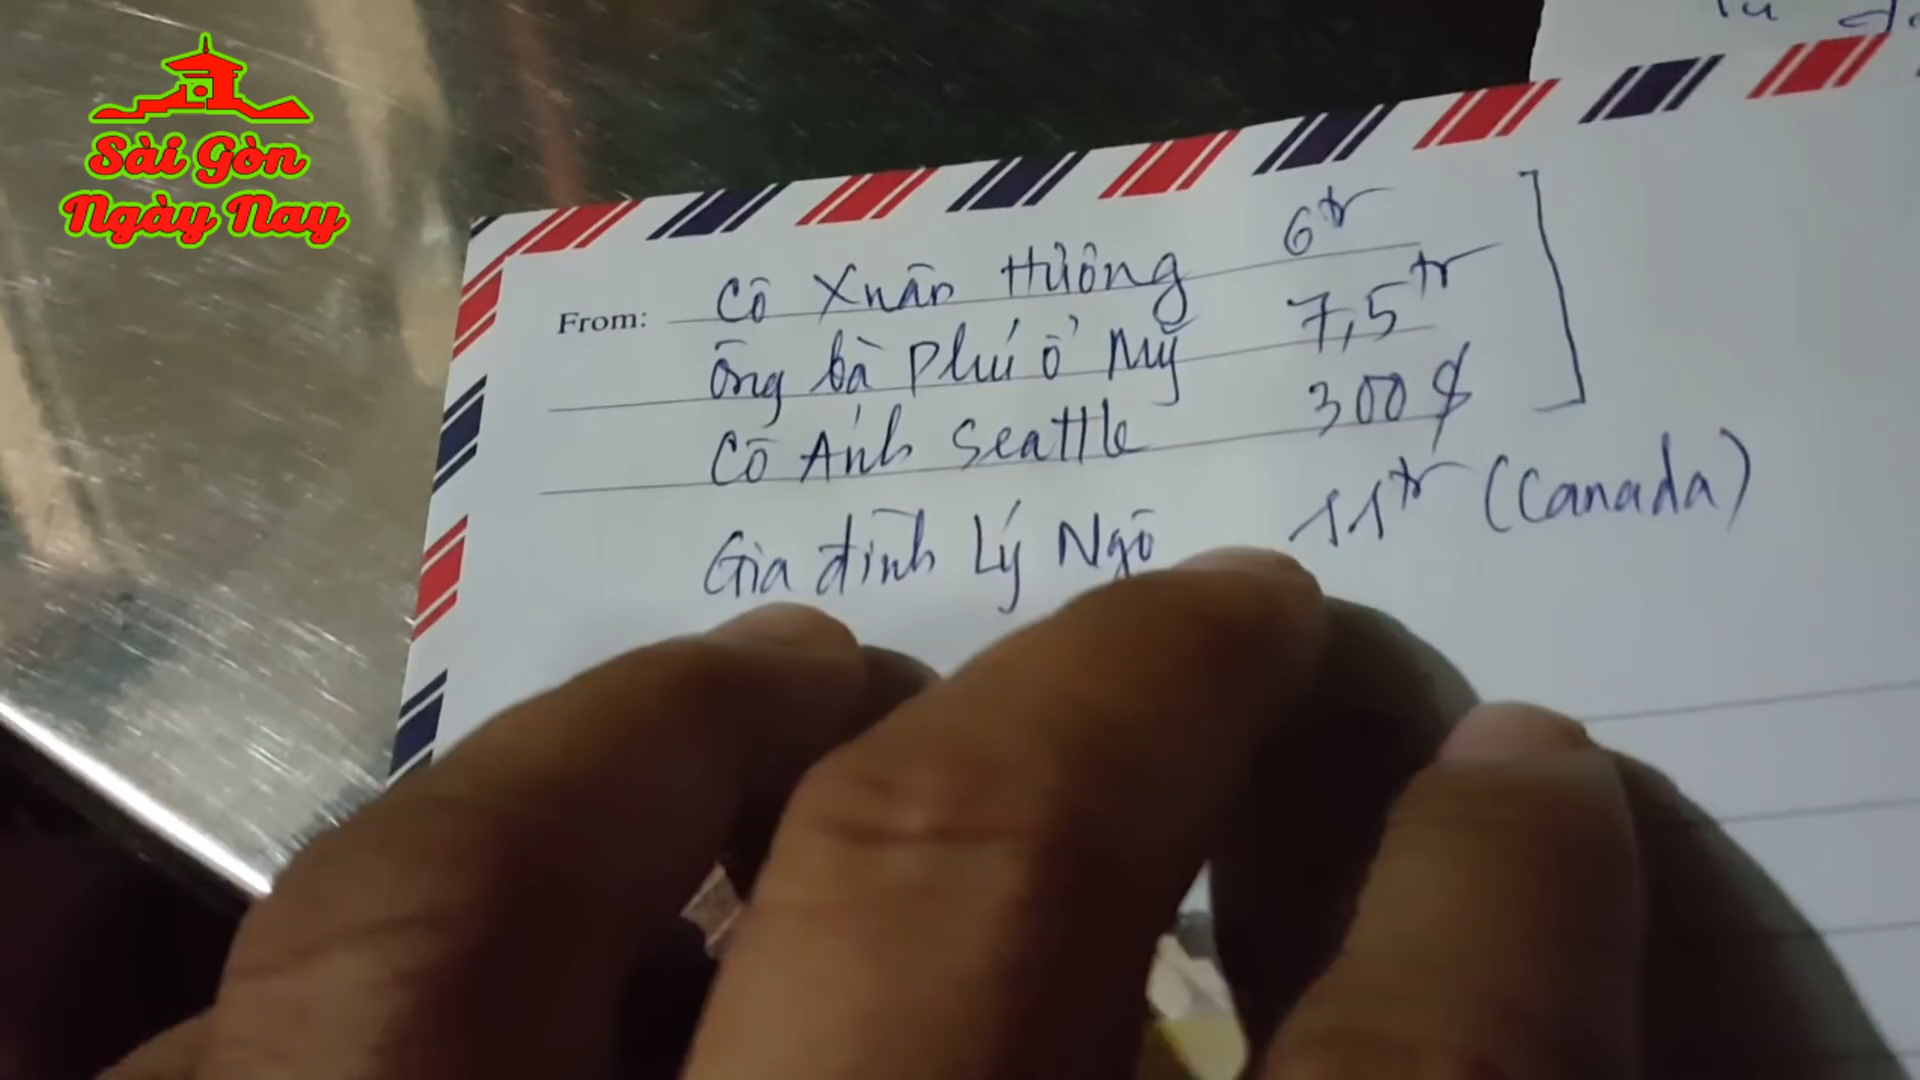 Sài Gòn
Ngày Nay
From: Cô Xuân Hương 6tr
Ông bà Phú ở Mỹ 7,5tr
Cô Ánh Seattle 300$
Gia đình Lý Ngô 11tr (Canada)